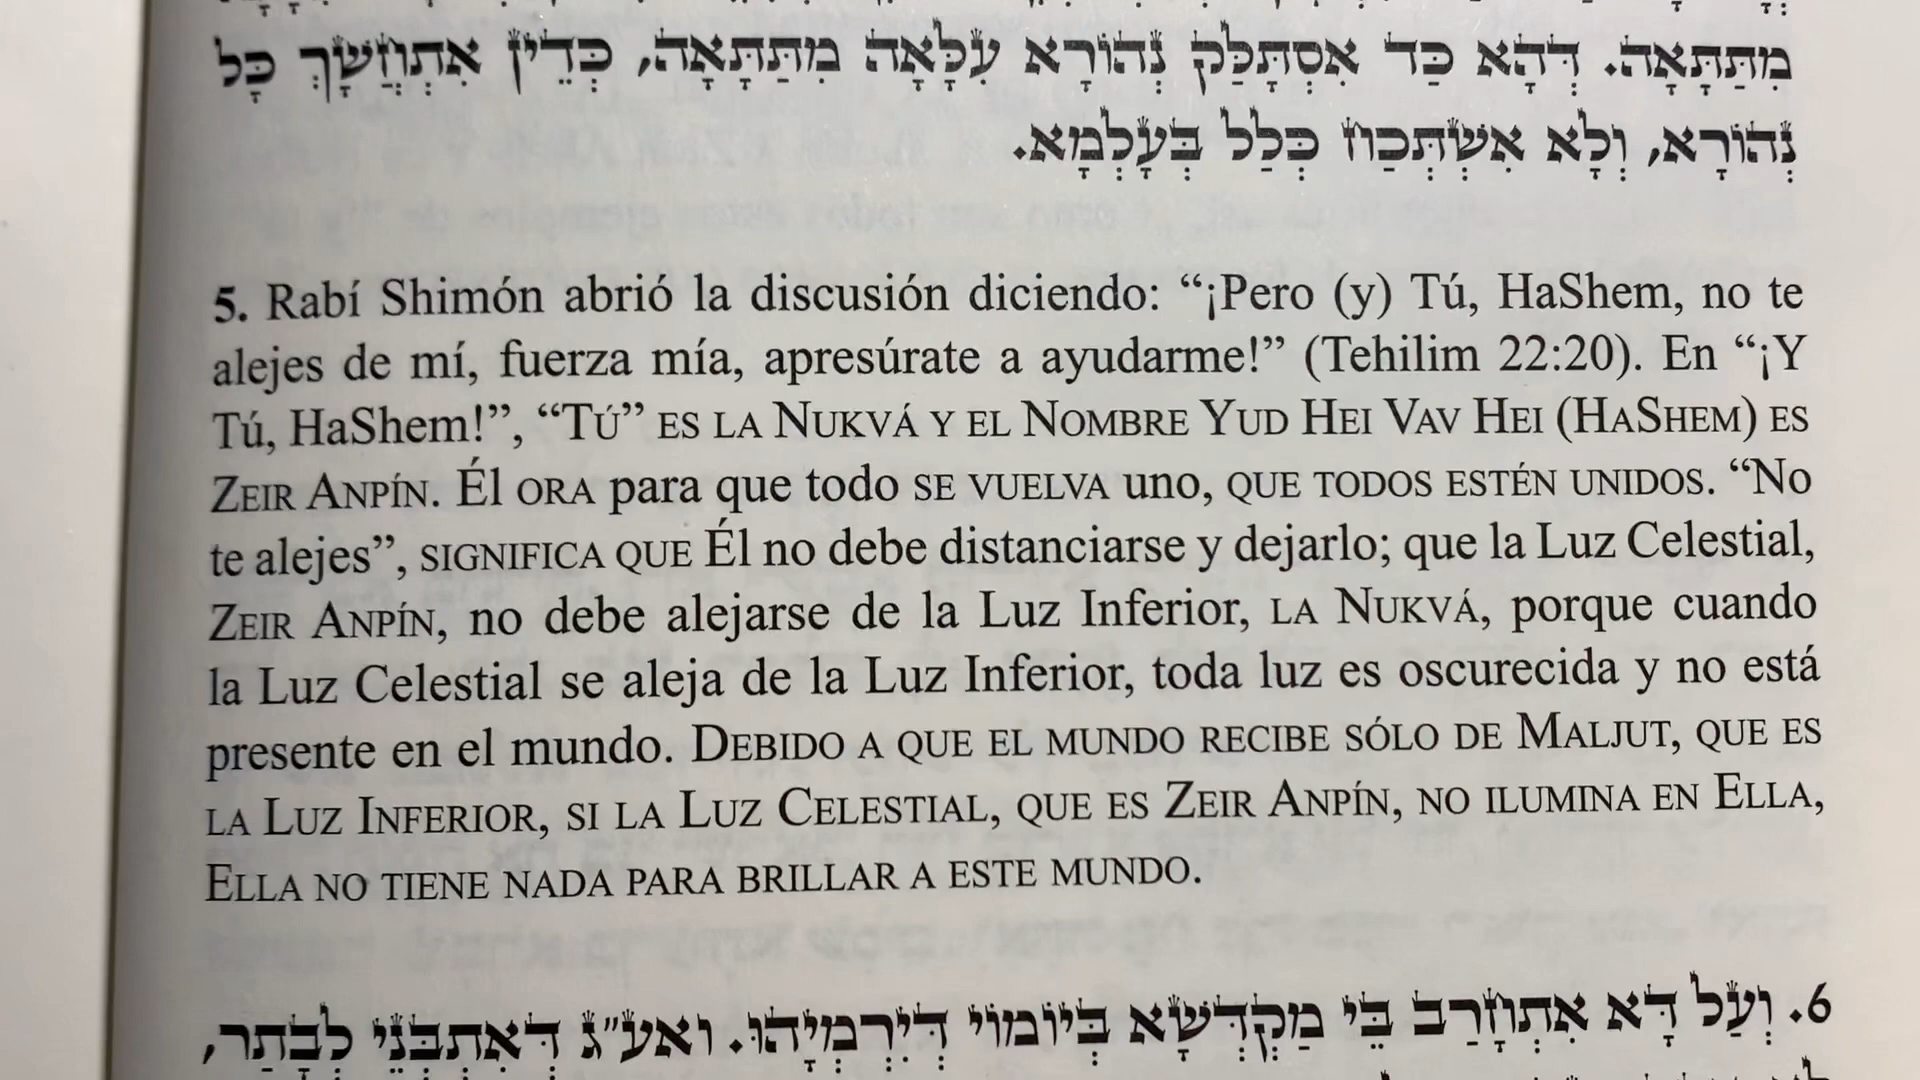 מִתַּתָּאָה. דְּהָא כַּד אִסְתָּלַּק נְּהוֹרָא עִלָּאָה מִתַּתָּאָה, כְּדֵין אִתְחֲשָׁךְ כָּל
נְּהוֹרָא, וְלָא אִשְׁתְּכַח כְּלַל בְּעָלְמָא.
5. Rabí Shimón abrió la discusión diciendo: “¡Pero (y) Tú, HaShem, no te
alejes de mí, fuerza mía, apresúrate a ayudarme!” (Tehilim 22:20). En “¡Y
Tú, HaShem!”, “TÚ” ES LA NUKVÁ Y EL NOMBRE YUD HEI VAV HEI (HASHEM) ES
ZEIR ANPÍN. Él ORA para que todo SE VUELVA uno, QUE TODOS ESTÉN UNIDOS. “No
te alejes”, SIGNIFICA QUE Él no debe distanciarse y dejarlo; que la Luz Celestial,
ZEIR ANPÍN, no debe alejarse de la Luz Inferior, LA NUKVÁ, porque cuando
la Luz Celestial se aleja de la Luz Inferior, toda luz es oscurecida y no está
presente en el mundo. DEBIDO A QUE EL MUNDO RECIBE SÓLO DE MALJUT, QUE ES
LA LUZ INFERIOR, SI LA LUZ CELESTIAL, QUE ES ZEIR ANPÍN, NO ILUMINA EN ELLA,
ELLA NO TIENE NADA PARA BRILLAR A ESTE MUNDO.
6. וְעַל דָּא אִתְחָרַב בֵּי מַקְדְּשָׁא בְּיוֹמוֹי דְּיִרְמְיָהוּ. ואע״ג דְּאִתְבְּנֵי לְבָתַר,